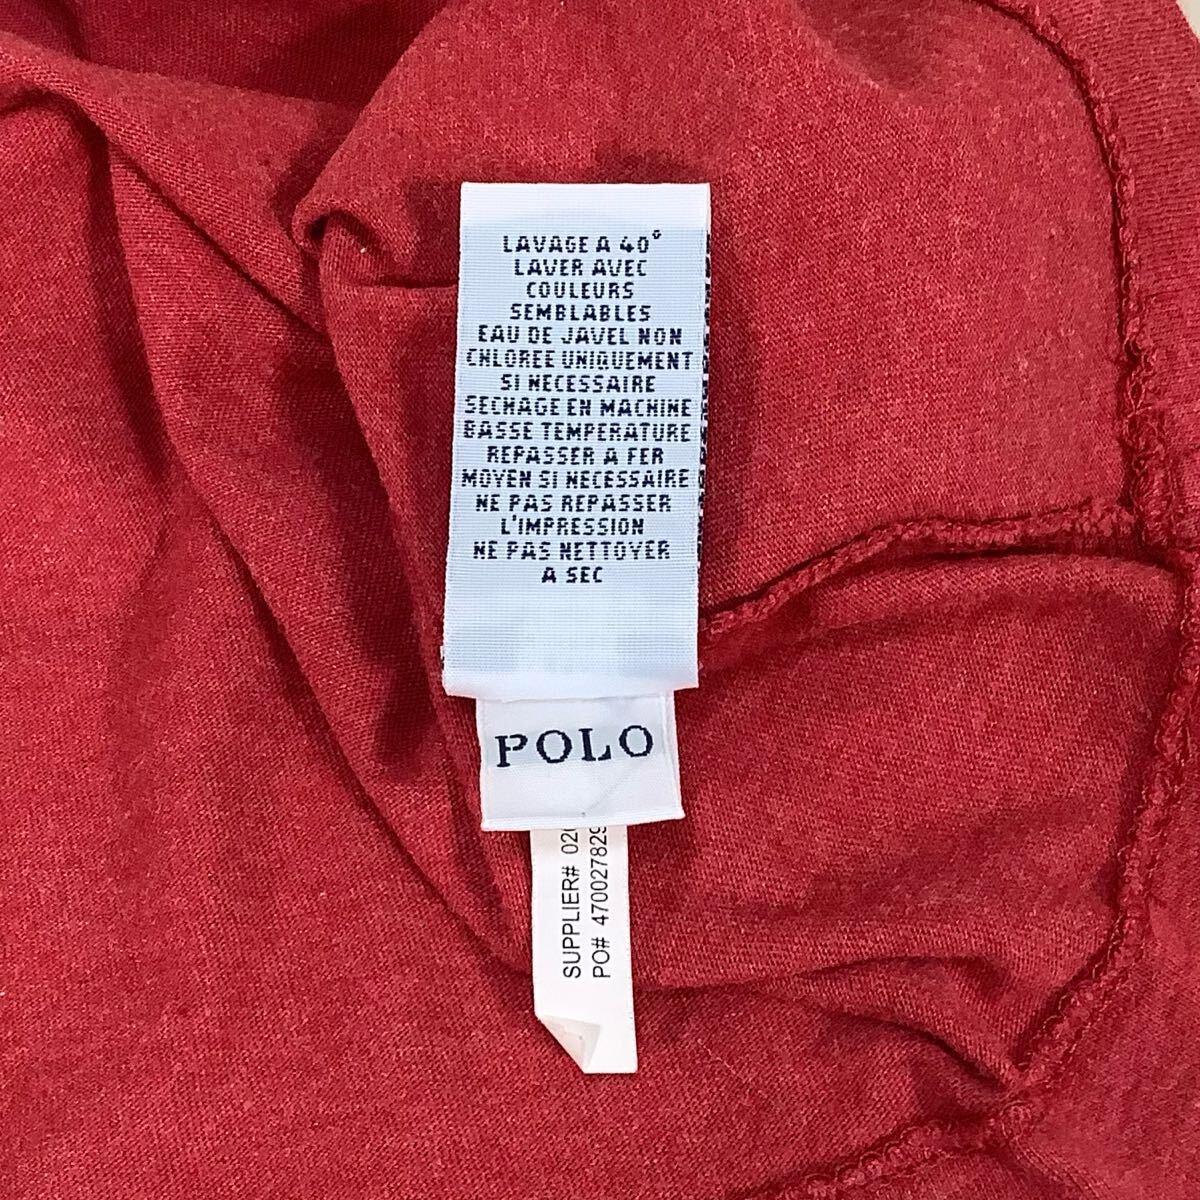 LAVAGE A 40°
LAVER AVEC
COULEURS
SEMBLABLES
EAU DE JAVEL NON
CHLOREE UNIQUEMENT
SI NECESSAIRE
SECHAGE EN MACHINE
BASSE TEMPERATURE
REPASSER A FER
MOYEN SI NECESSAIRE
NE PAS REPASSER
L'IMPRESSION
NE PAS NETTOYER
A SEC
POLO
SUPPLIER#
PO# 470027829